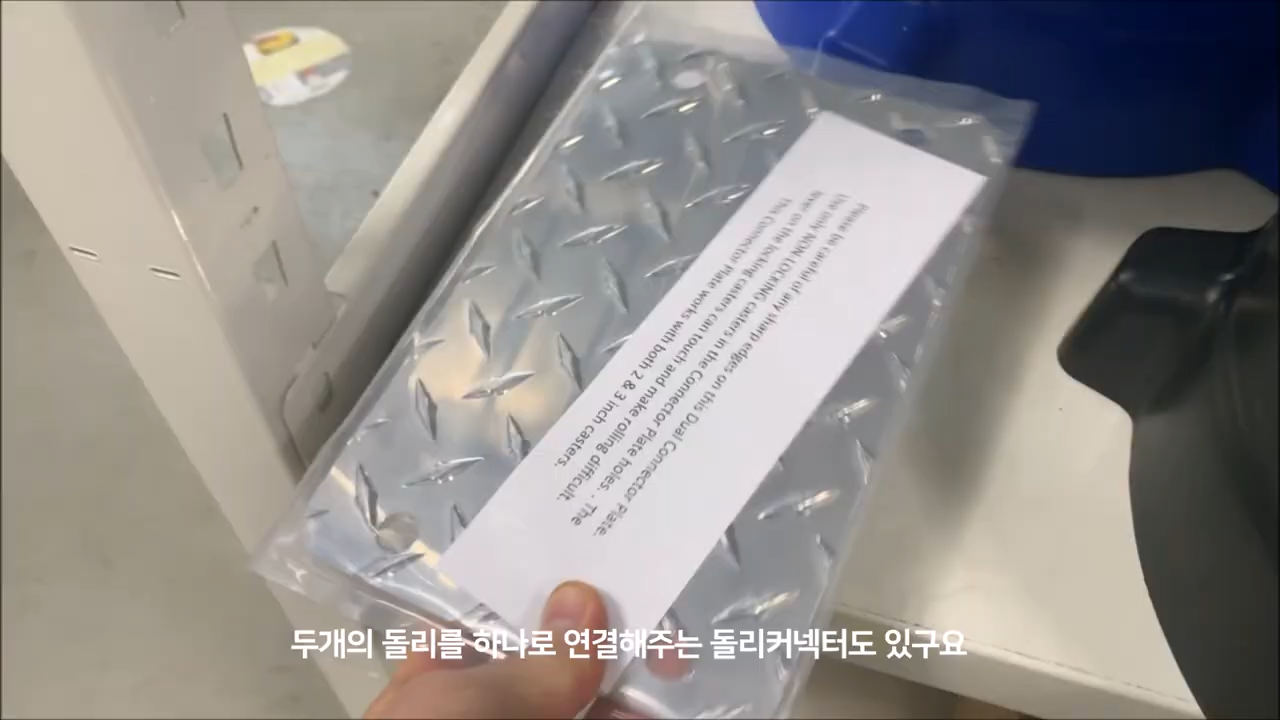 Please be careful of any sharp edges on this Dual Connector Plate.
Use only NON LOCKING casters in the Connector Plate holes. . The
lever on the locking casters can touch and make rolling difficult.
this Connector Plate works with both 2 & 3 inch casters.
두개의 돌리를 하나로 연결해주는 돌리커넥터도 있구요